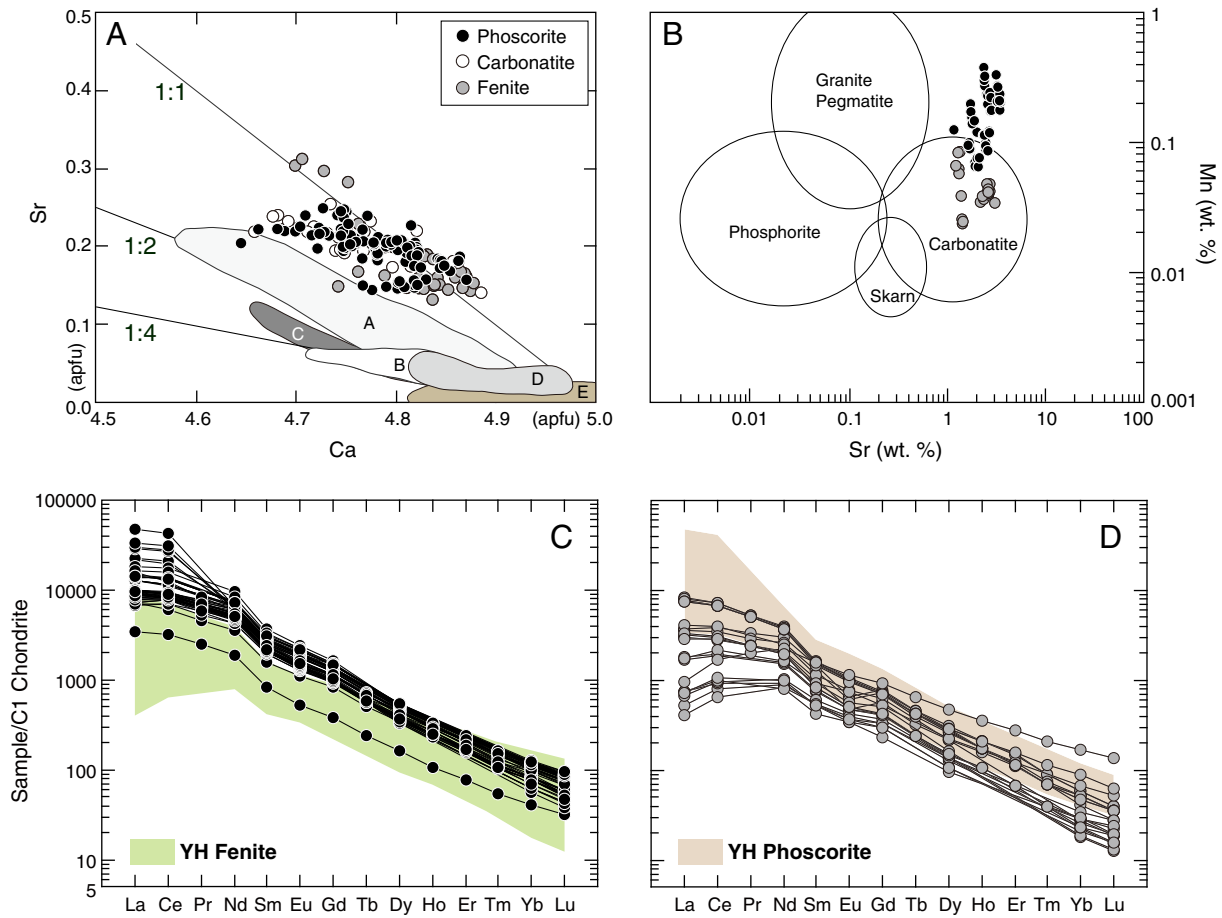 A
Phoscorite
Carbonatite
Fenite
0.5
0.4
0.3
0.2
0.1
0.0
Sr
(apfu)
1:1
1:2
1:4
A
B
C
D
E
4.5
4.6
4.7
4.8
4.9
(apfu)
5.0
Ca
B
Granite
Pegmatite
Phosphorite
Carbonatite
Skarn
1
0.1
0.01
0.001
Mn (wt. %)
0.01
0.1
1
10
100
Sr (wt. %)
C
100000
10000
1000
100
10
5
Sample/C1 Chondrite
YH Fenite
La Ce Pr Nd Sm Eu Gd Tb Dy Ho Er Tm Yb Lu
D
YH Phoscorite
La Ce Pr Nd Sm Eu Gd Tb Dy Ho Er Tm Yb Lu